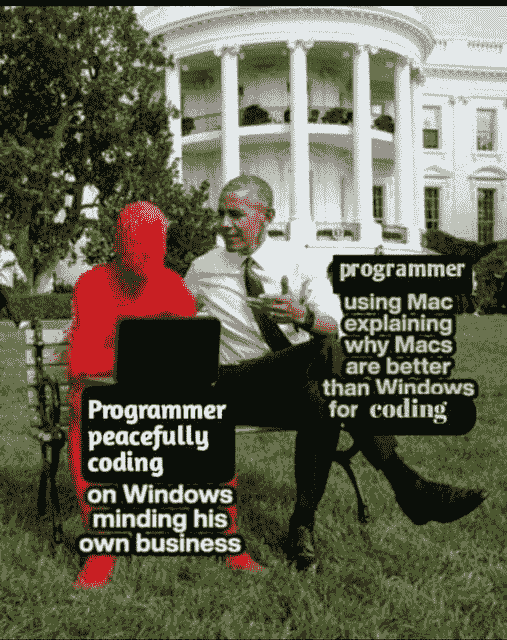 programmer
using Mac
explaining
why Macs
are better
than Windows
for coding
Programmer
peacefully
coding
on Windows
minding his
own business